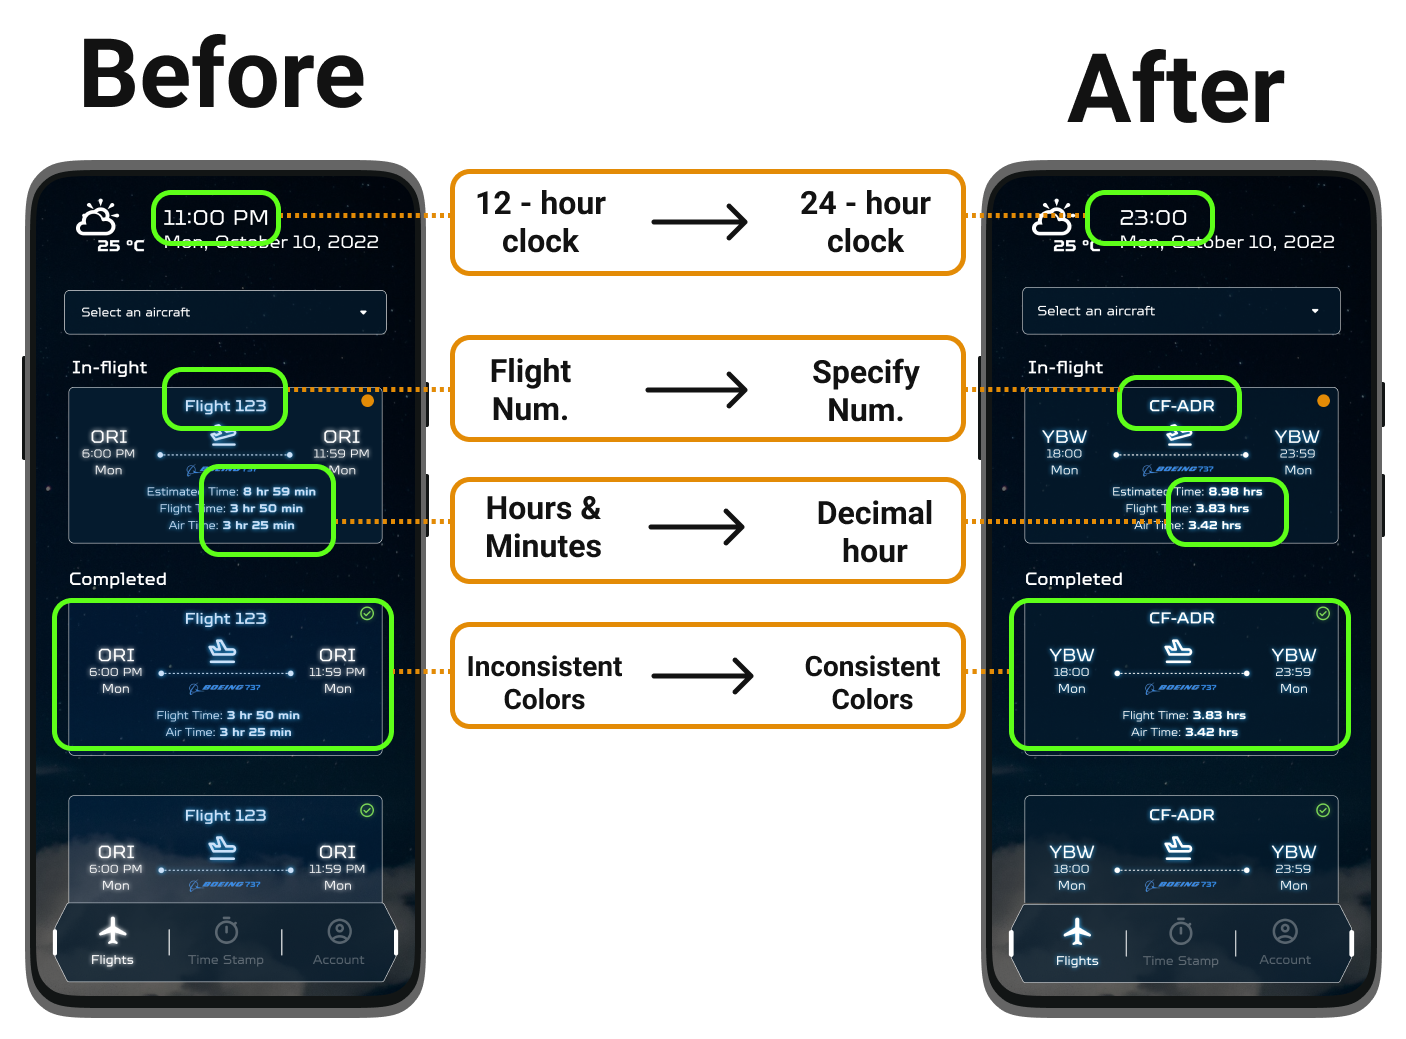 Before
After
11:00 PM
Mon, October 10, 2022
25 °C
Select an aircraft
In-flight
Flight 123
ORI
6:00 PM
Mon
BOEING 737
ORI
11:59 PM
Mon
Estimated Time: 8 hr 59 min
Flight Time: 3 hr 50 min
Air Time: 3 hr 25 min
Completed
Flight 123
ORI
6:00 PM
Mon
BOEING 737
ORI
11:59 PM
Mon
Flight Time: 3 hr 50 min
Air Time: 3 hr 25 min
Flight 123
ORI
6:00 PM
Mon
BOEING 737
ORI
11:59 PM
Mon
Flights
Time Stamp
Account
12 - hour
clock
24 - hour
clock
Flight
Num.
Specify
Num.
Hours &
Minutes
Decimal
hour
Inconsistent
Colors
Consistent
Colors
23:00
Mon, October 10, 2022
25 °C
Select an aircraft
In-flight
CF-ADR
YBW
18:00
Mon
BOEING 737
YBW
23:59
Mon
Estimated Time: 8.98 hrs
Flight Time: 3.83 hrs
Air Time: 3.42 hrs
Completed
CF-ADR
YBW
18:00
Mon
BOEING 737
YBW
23:59
Mon
Flight Time: 3.83 hrs
Air Time: 3.42 hrs
CF-ADR
YBW
18:00
Mon
BOEING 737
YBW
23:59
Mon
Flights
Time Stamp
Account